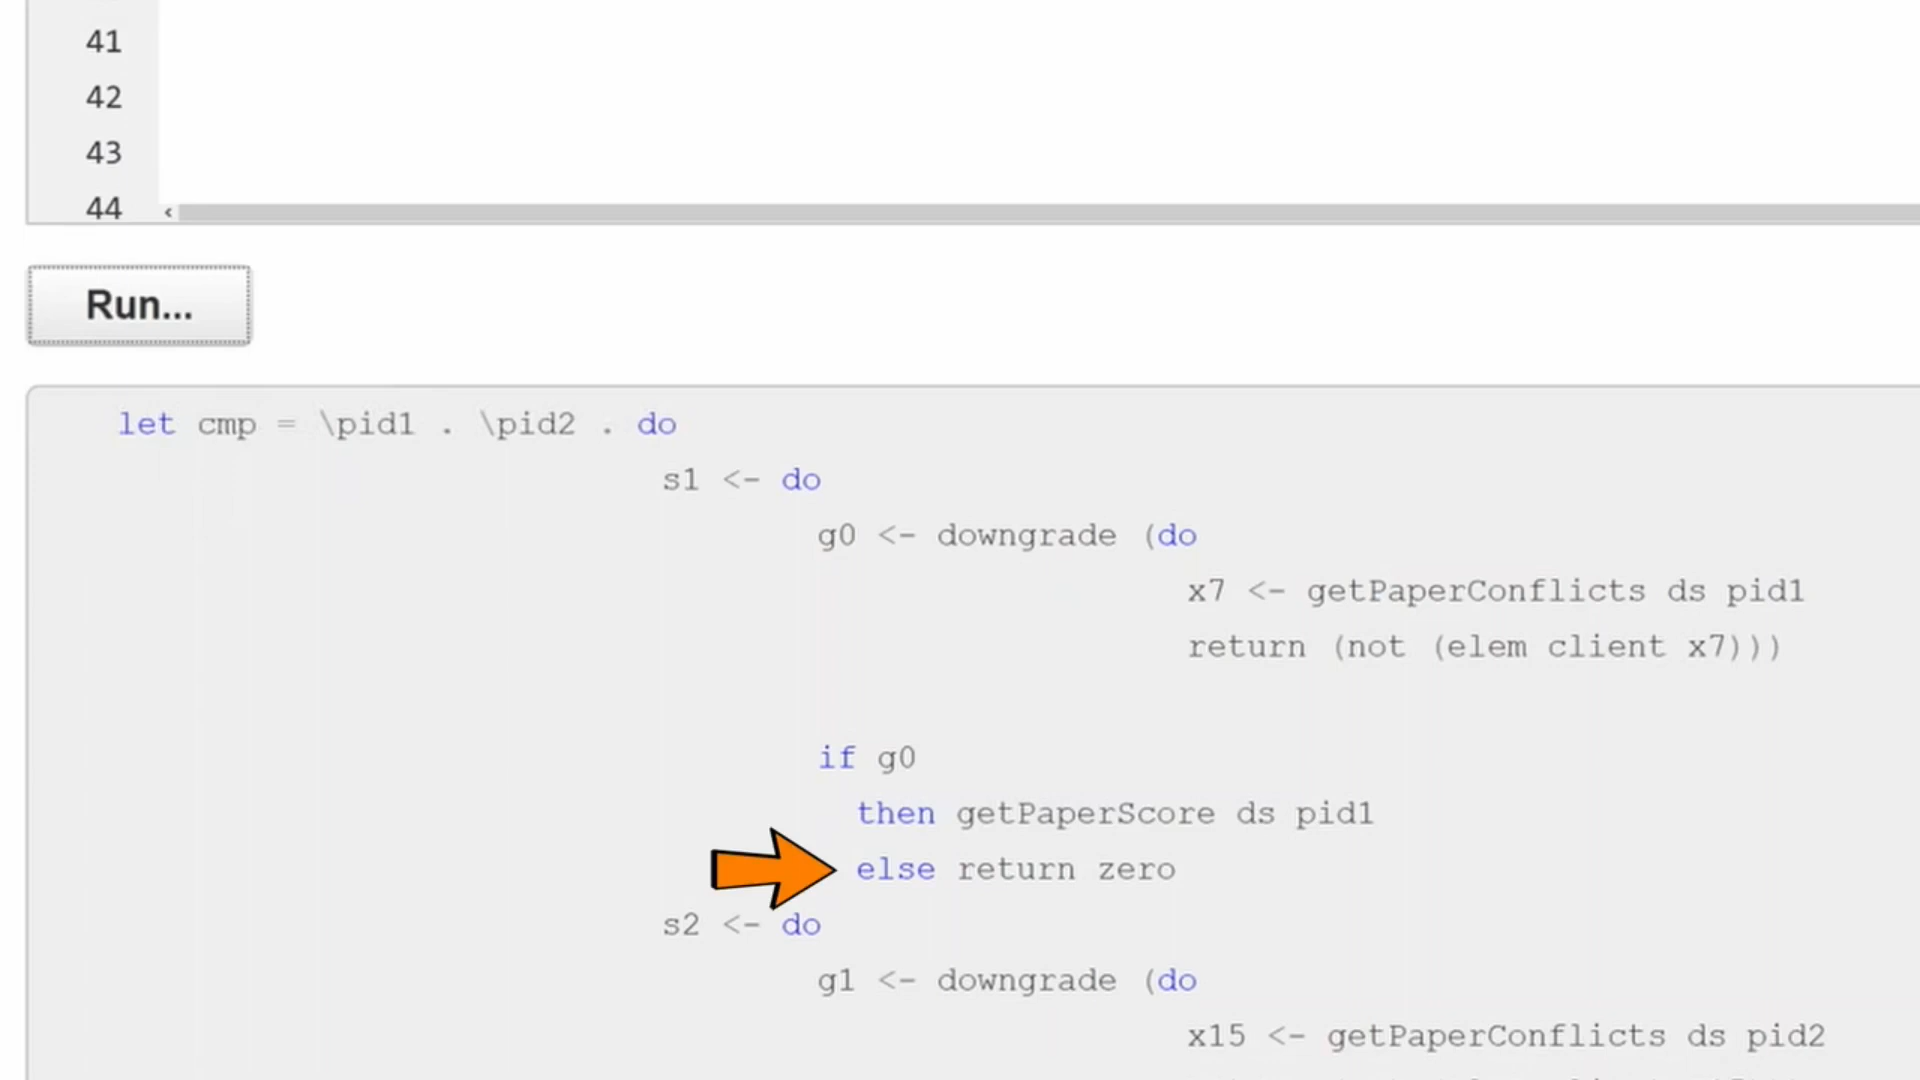 41
42
43
44
Run...
let cmp = \pid1 . \pid2 . do
s1 <- do
g0 <- downgrade (do
x7 <- getPaperConflicts ds pid1
return (not (elem client x7)))
if g0
then getPaperScore ds pid1
else return zero
s2 <- do
g1 <- downgrade (do
x15 <- getPaperConflicts ds pid2